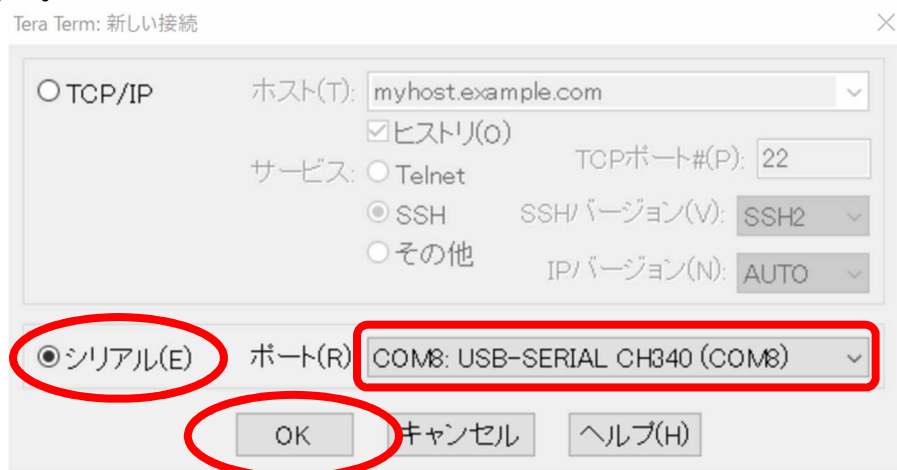 Tera Term: 新しい接続
TCP/IP
ホスト(T): myhost.example.com
ヒストリ(O)
サービス: Telnet
TCPポート#(P): 22
SSH
SSHバージョン(V): SSH2
その他
IPバージョン(N): AUTO
シリアル(E)
ポート(R) COM8: USB-SERIAL CH340 (COM8)
OK
キャンセル
ヘルプ(H)